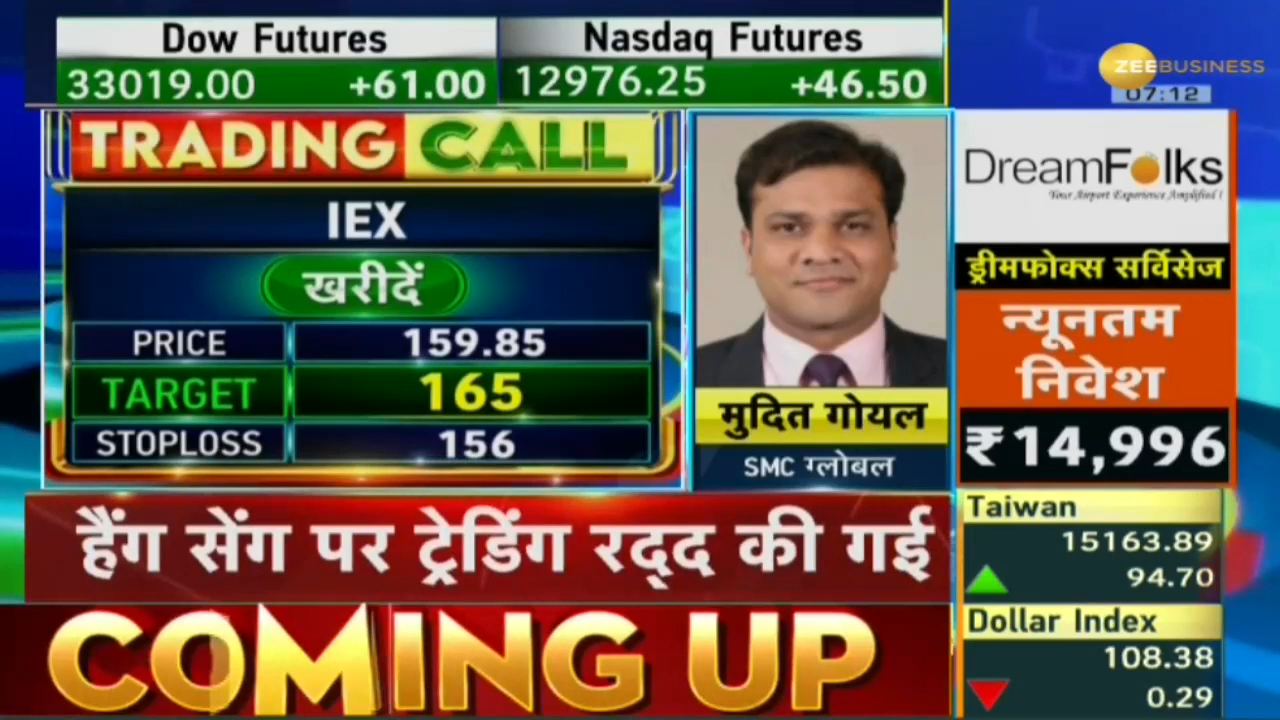 Dow Futures
33019.00 +61.00
Nasdaq Futures
12976.25 +46.50
ZEEBUSINESS
07:12
TRADING CALL
IEX
खरीदें
PRICE 159.85
TARGET 165
STOPLOSS 156
मुदित गोयल
SMC ग्लोबल
DreamFolks
Your Airport Experience Amplified !
ड्रीमफोक्स सर्विसेज
न्यूनतम
निवेश
₹14,996
हैंग सेंग पर ट्रेडिंग रद्द की गई
COMING UP
Taiwan
15163.89
94.70
Dollar Index
108.38
0.29